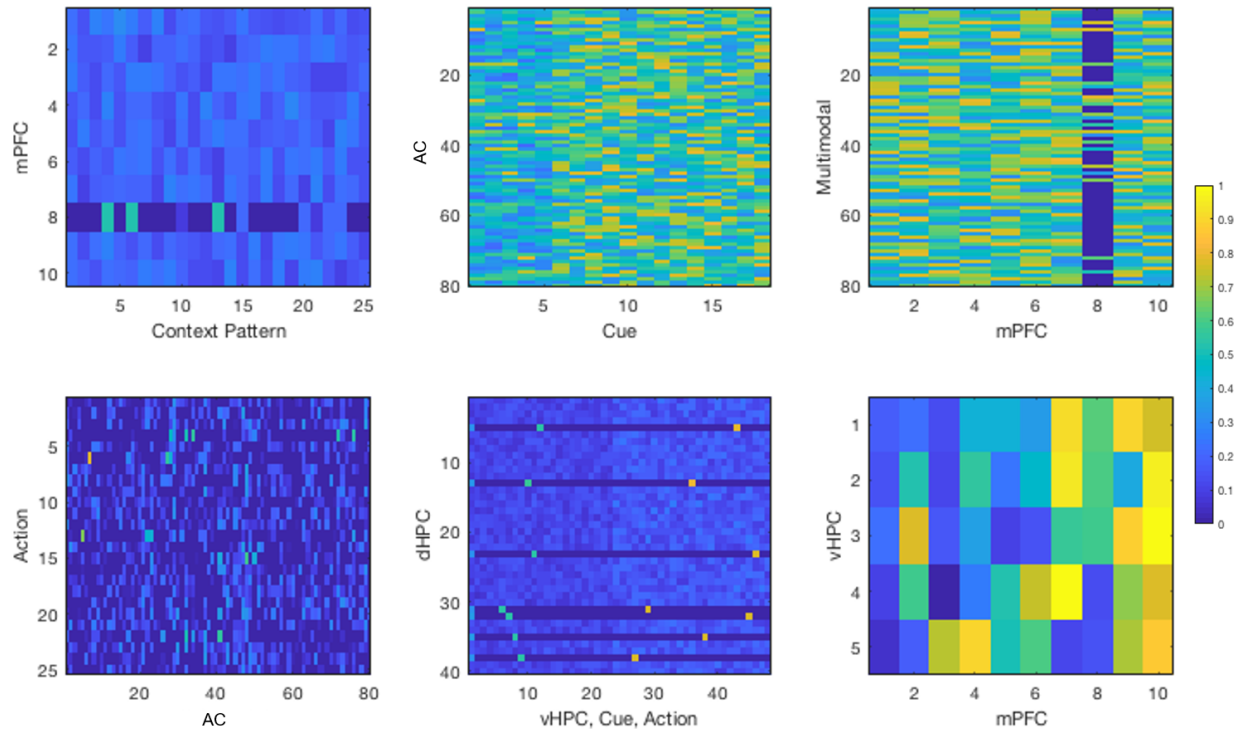 mPFC
2
4
6
8
10
5 10 15 20 25
Context Pattern
AC
20
40
60
80
5 10 15
Cue
Multimodal
20
40
60
80
2 4 6 8 10
mPFC
Action
5
10
15
20
25
20 40 60 80
AC
dHPC
10
20
30
40
10 20 30 40
vHPC, Cue, Action
vHPC
1
2
3
4
5
2 4 6 8 10
mPFC
1
0.9
0.8
0.7
0.6
0.5
0.4
0.3
0.2
0.1
0